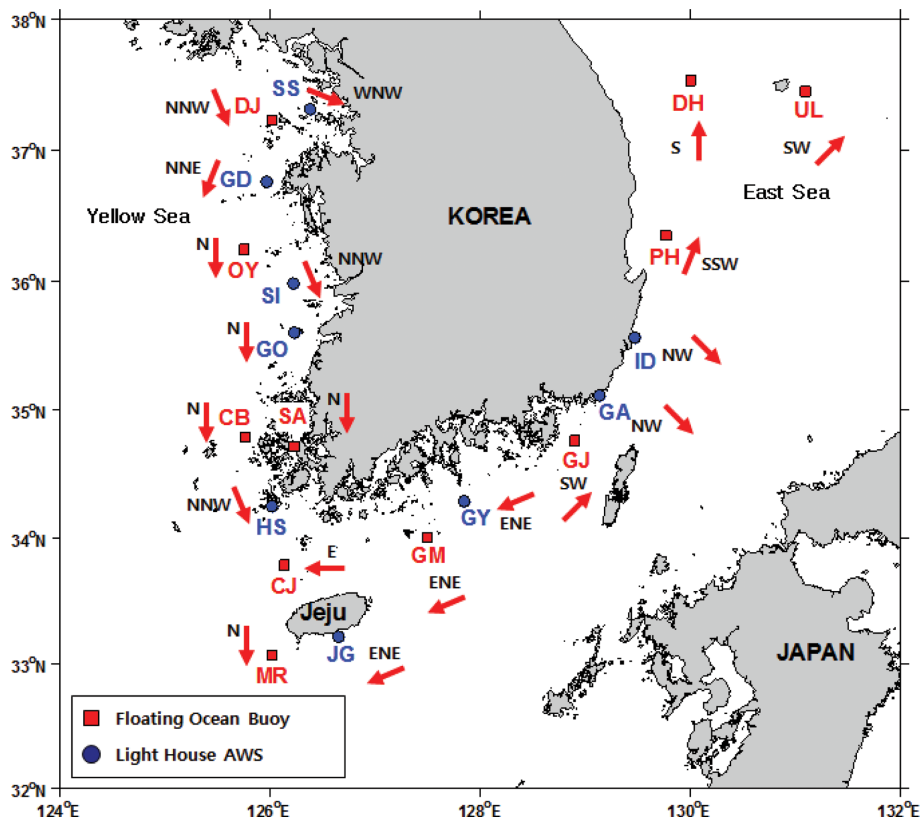 38°N
SS
WNW
NNW
DJ
DH
UL
37°N
S
SW
NNE
GD
East Sea
Yellow Sea
KOREA
N
OY
NNW
PH
SSW
36°N
SI
N
GO
ID
NW
35°N
N
CB
SA
N
GA
NW
GJ
SW
NNW
HS
GY
ENE
34°N
GM
E
CJ
ENE
Jeju
N
JG
ENE
JAPAN
33°N
MR
Floating Ocean Buoy
Light House AWS
32°N
124°E
126°E
128°E
130°E
132°E